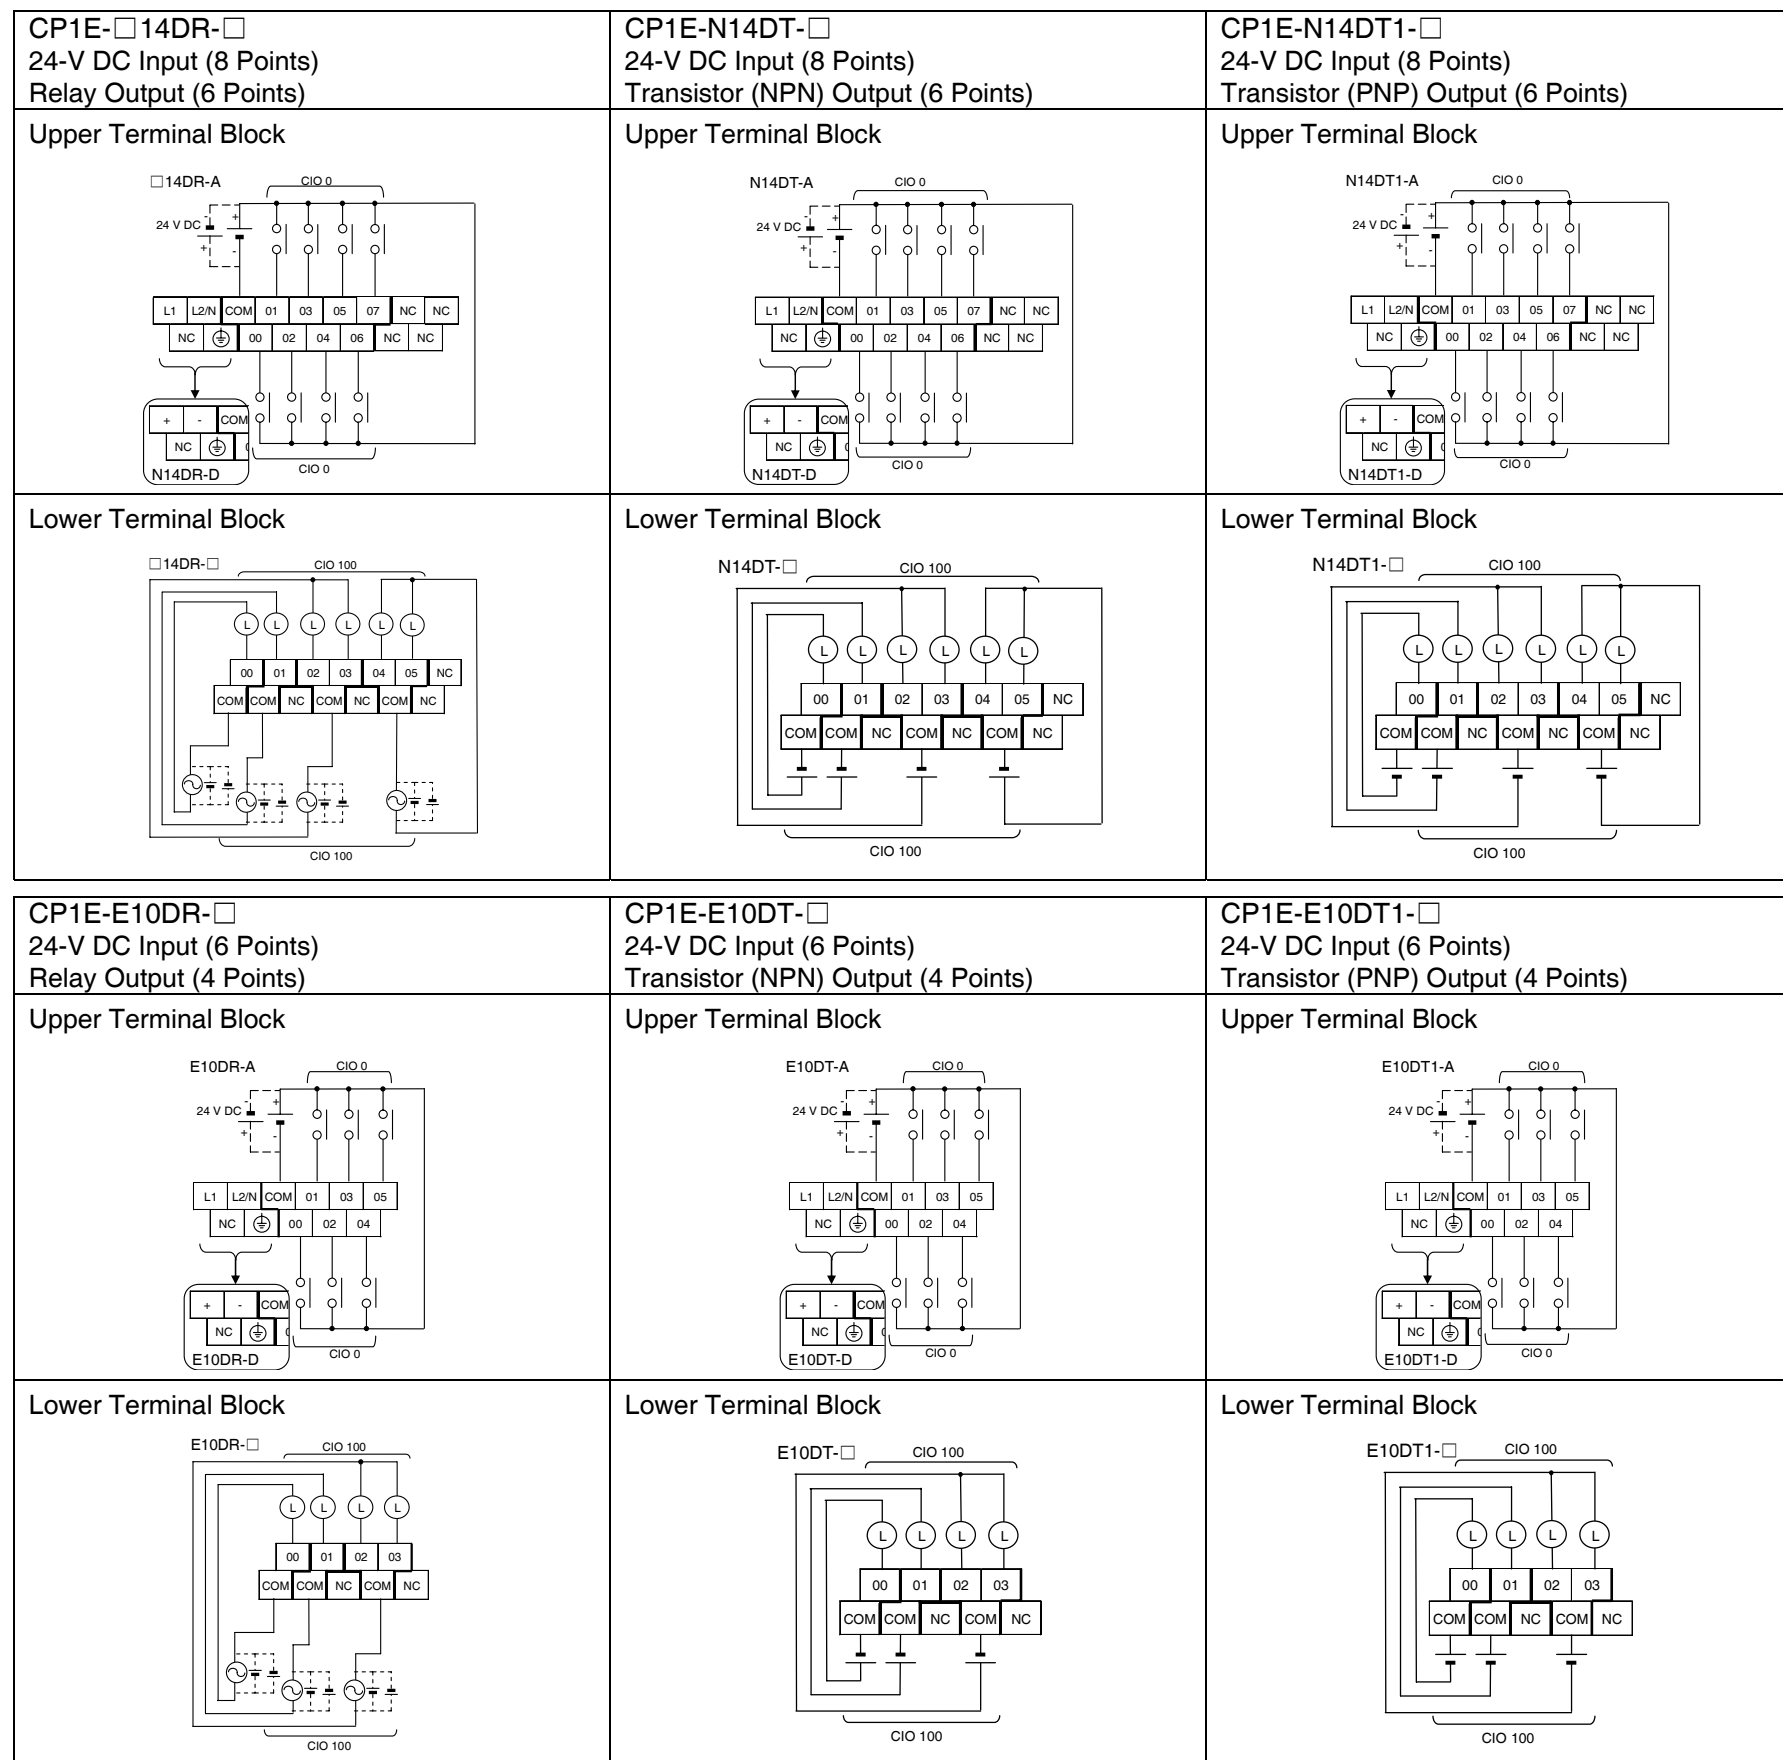 CP1E-□14DR-□
24-V DC Input (8 Points)
Relay Output (6 Points)
CP1E-N14DT-□
24-V DC Input (8 Points)
Transistor (NPN) Output (6 Points)
CP1E-N14DT1-□
24-V DC Input (8 Points)
Transistor (PNP) Output (6 Points)
Upper Terminal Block
□14DR-A
CIO 0
24 V DC
- +
+ -
L1 L2/N COM 01 03 05 07 NC NC
NC 00 02 04 06 NC NC
+ - COM
NC
N14DR-D
CIO 0
Upper Terminal Block
N14DT-A
CIO 0
24 V DC
- +
+ -
L1 L2/N COM 01 03 05 07 NC NC
NC 00 02 04 06 NC NC
+ - COM
NC
N14DT-D
CIO 0
Upper Terminal Block
N14DT1-A
CIO 0
24 V DC
- +
+ -
L1 L2/N COM 01 03 05 07 NC NC
NC 00 02 04 06 NC NC
+ - COM
NC
N14DT1-D
CIO 0
Lower Terminal Block
□14DR-□
CIO 100
L L L L L L
00 01 02 03 04 05 NC
COM COM NC COM NC COM NC
CIO 100
Lower Terminal Block
N14DT-□
CIO 100
L L L L L L
00 01 02 03 04 05 NC
COM COM NC COM NC COM NC
CIO 100
Lower Terminal Block
N14DT1-□
CIO 100
L L L L L L
00 01 02 03 04 05 NC
COM COM NC COM NC COM NC
CIO 100
CP1E-E10DR-□
24-V DC Input (6 Points)
Relay Output (4 Points)
CP1E-E10DT-□
24-V DC Input (6 Points)
Transistor (NPN) Output (4 Points)
CP1E-E10DT1-□
24-V DC Input (6 Points)
Transistor (PNP) Output (4 Points)
Upper Terminal Block
E10DR-A
CIO 0
24 V DC
- +
+ -
L1 L2/N COM 01 03 05
NC 00 02 04
+ - COM
NC
E10DR-D
CIO 0
Upper Terminal Block
E10DT-A
CIO 0
24 V DC
- +
+ -
L1 L2/N COM 01 03 05
NC 00 02 04
+ - COM
NC
E10DT-D
CIO 0
Upper Terminal Block
E10DT1-A
CIO 0
24 V DC
- +
+ -
L1 L2/N COM 01 03 05
NC 00 02 04
+ - COM
NC
E10DT1-D
CIO 0
Lower Terminal Block
E10DR-□
CIO 100
L L L L
00 01 02 03
COM COM NC COM NC
CIO 100
Lower Terminal Block
E10DT-□
CIO 100
L L L L
00 01 02 03
COM COM NC COM NC
CIO 100
Lower Terminal Block
E10DT1-□
CIO 100
L L L L
00 01 02 03
COM COM NC COM NC
CIO 100